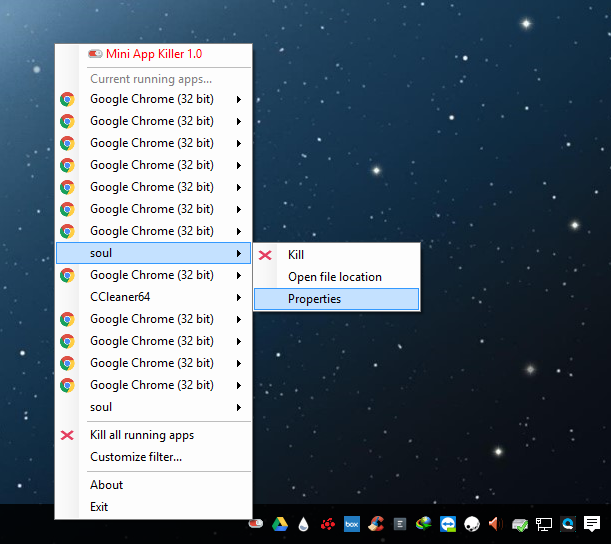 Mini App Killer 1.0
Current running apps...
Google Chrome (32 bit)
Google Chrome (32 bit)
Google Chrome (32 bit)
Google Chrome (32 bit)
Google Chrome (32 bit)
Google Chrome (32 bit)
Google Chrome (32 bit)
soul
Kill
Open file location
Properties
Google Chrome (32 bit)
CCleaner64
Google Chrome (32 bit)
Google Chrome (32 bit)
Google Chrome (32 bit)
Google Chrome (32 bit)
soul
Kill all running apps
Customize filter...
About
Exit
box
E